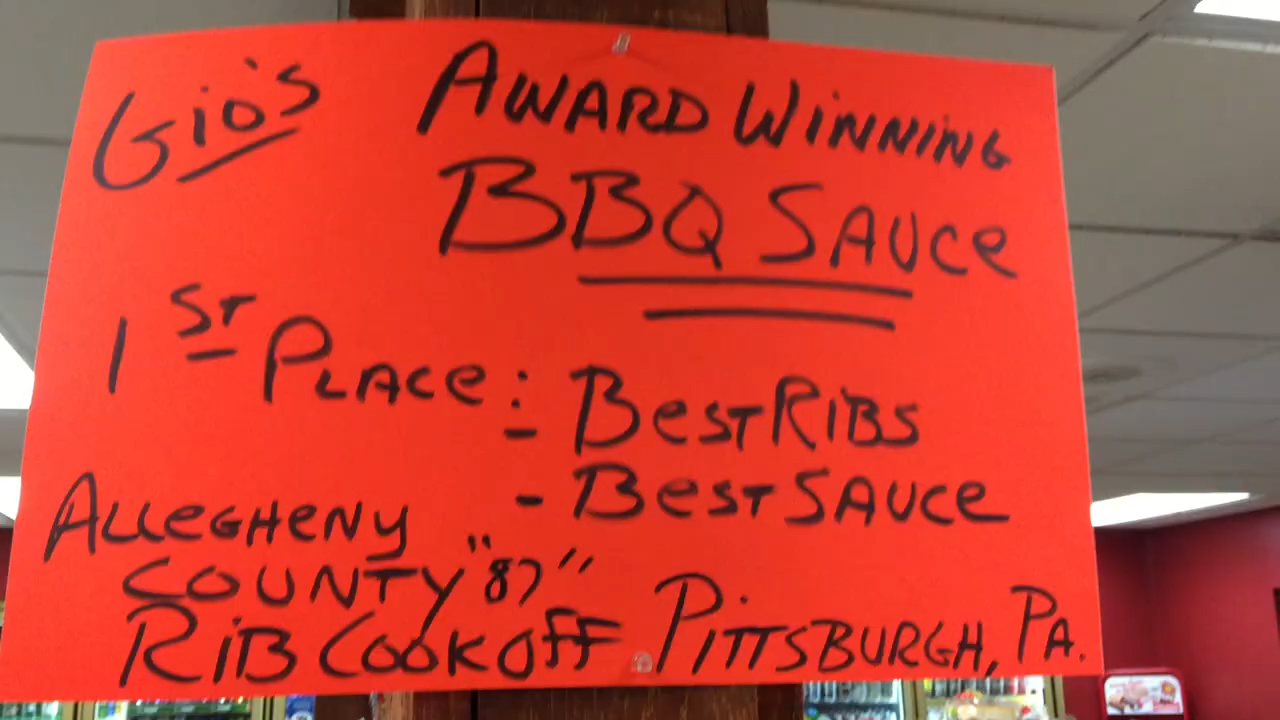 Gio's AWARD WINNING
BBQ SAUCe
1ST PLACe: - BeST RiBS
- BeST SAUCe
ALLeGHeNy
COUNTY "87"
RiB COOKOff PiTTSBURGH, PA.